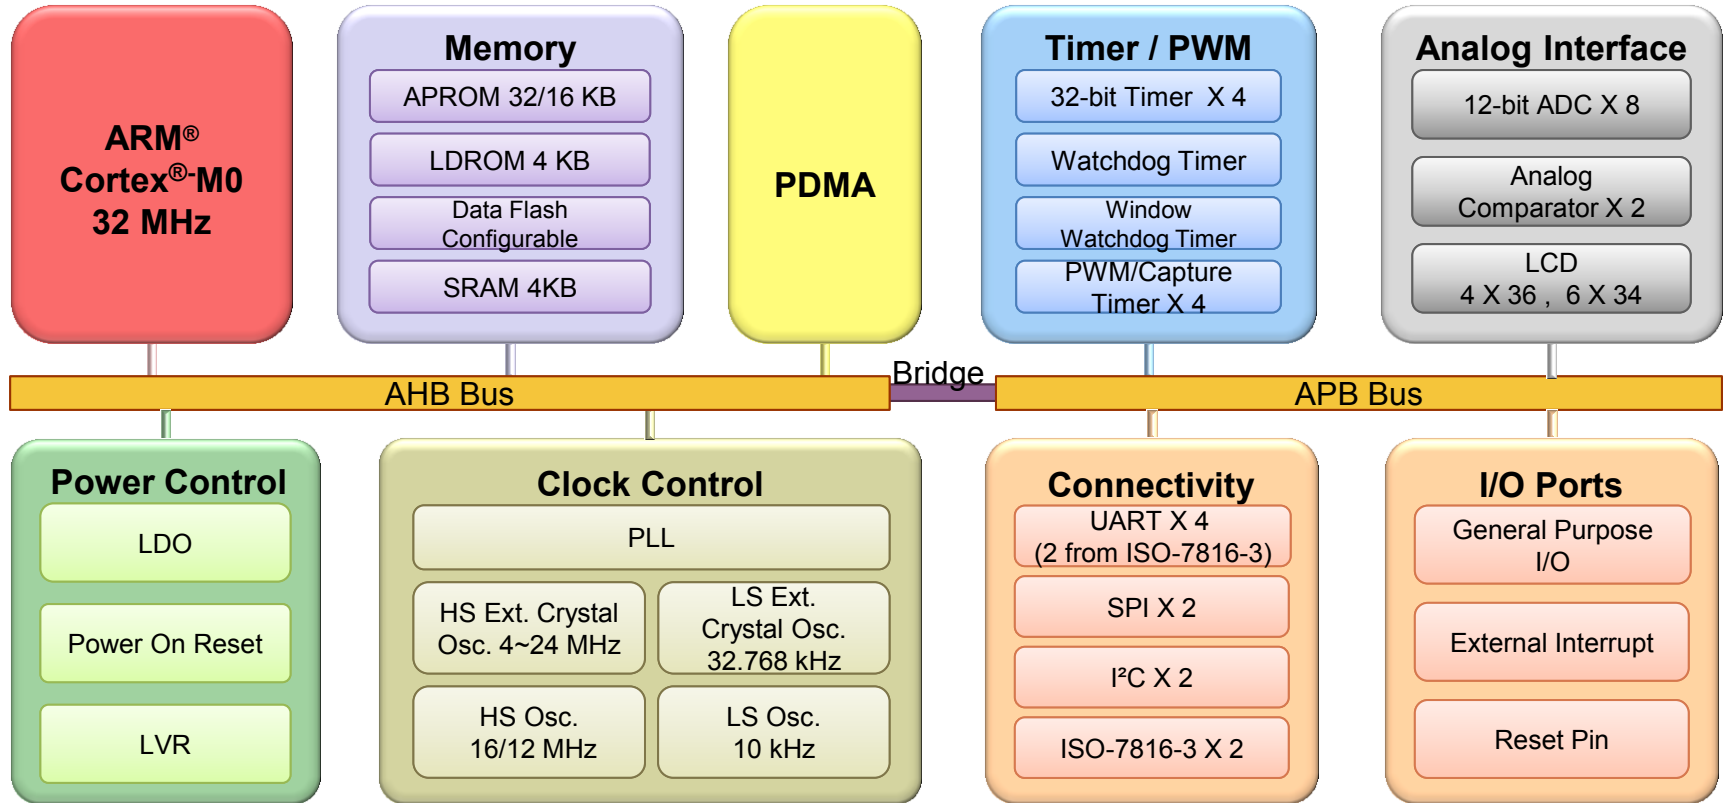 ARM®
Cortex®-M0
32 MHz
Memory
APROM 32/16 KB
LDROM 4 KB
Data Flash
Configurable
SRAM 4KB
PDMA
Timer / PWM
32-bit Timer X 4
Watchdog Timer
Window
Watchdog Timer
PWM/Capture
Timer X 4
Analog Interface
12-bit ADC X 8
Analog
Comparator X 2
LCD
4 X 36 , 6 X 34
AHB Bus
Bridge
APB Bus
Power Control
LDO
Power On Reset
LVR
Clock Control
PLL
HS Ext. Crystal
Osc. 4~24 MHz
LS Ext.
Crystal Osc.
32.768 kHz
HS Osc.
16/12 MHz
LS Osc.
10 kHz
Connectivity
UART X 4
(2 from ISO-7816-3)
SPI X 2
I²C X 2
ISO-7816-3 X 2
I/O Ports
General Purpose
I/O
External Interrupt
Reset Pin